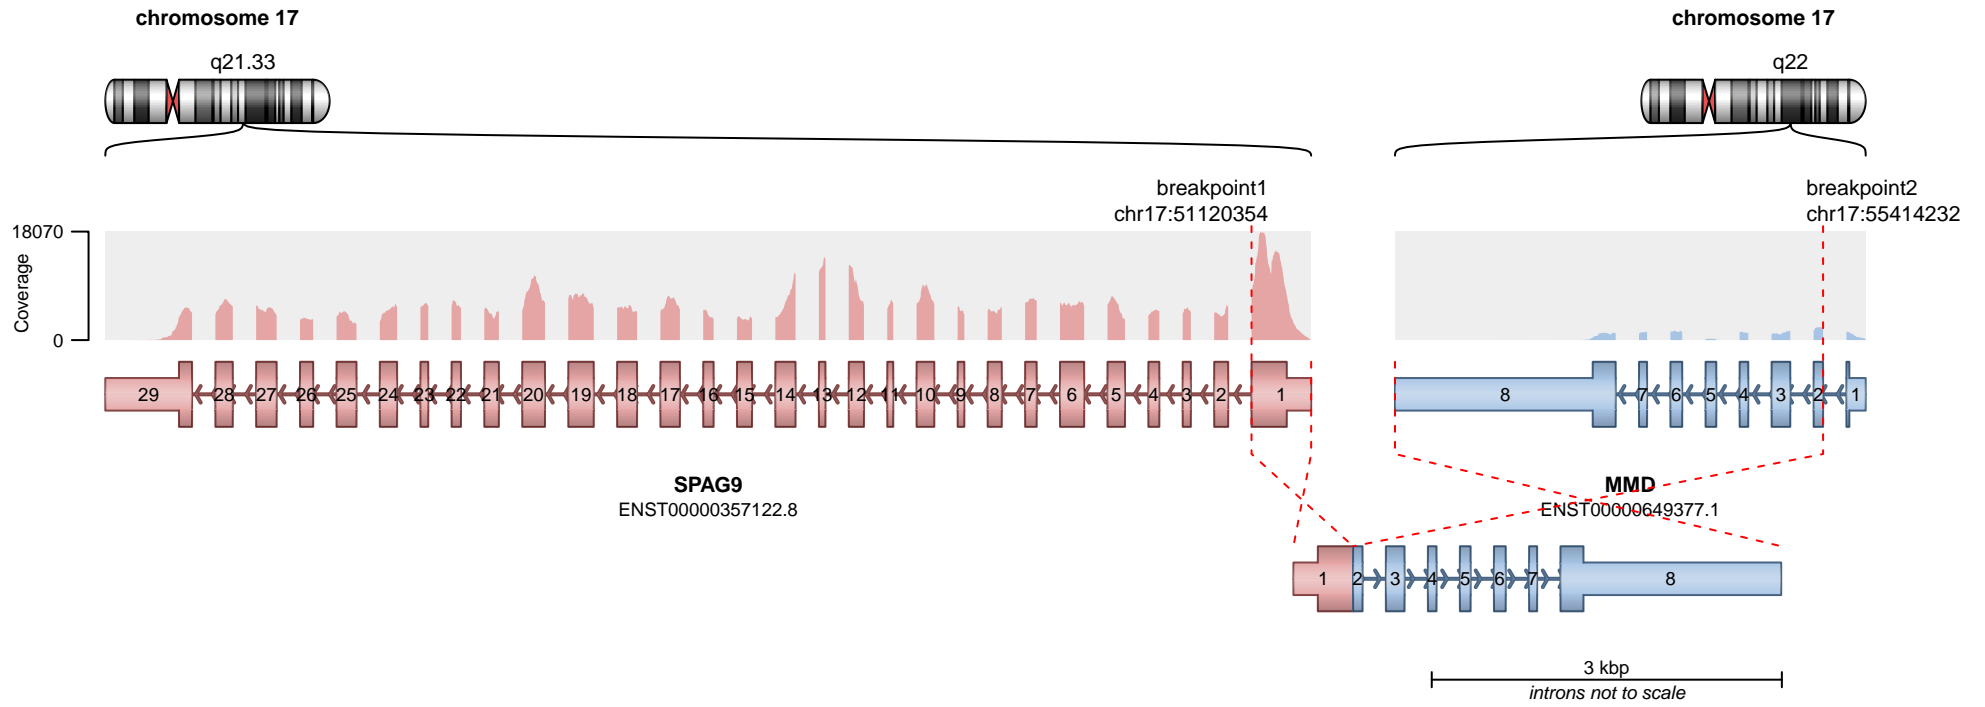 chromosome 17
chromosome 17
q21.33
q22
breakpoint1
chr17:51120354
breakpoint2
chr17:55414232
18070
0
Coverage
29 28 27 26 25 24 23 22 21 20 19 18 17 16 15 14 13 12 11 10 9 8 7 6 5 4 3 2 1
8 7 6 5 4 3 2 1
SPAG9
ENST00000357122.8
MMD
ENST00000649377.1
1 2 3 4 5 6 7 8
3 kbp
introns not to scale